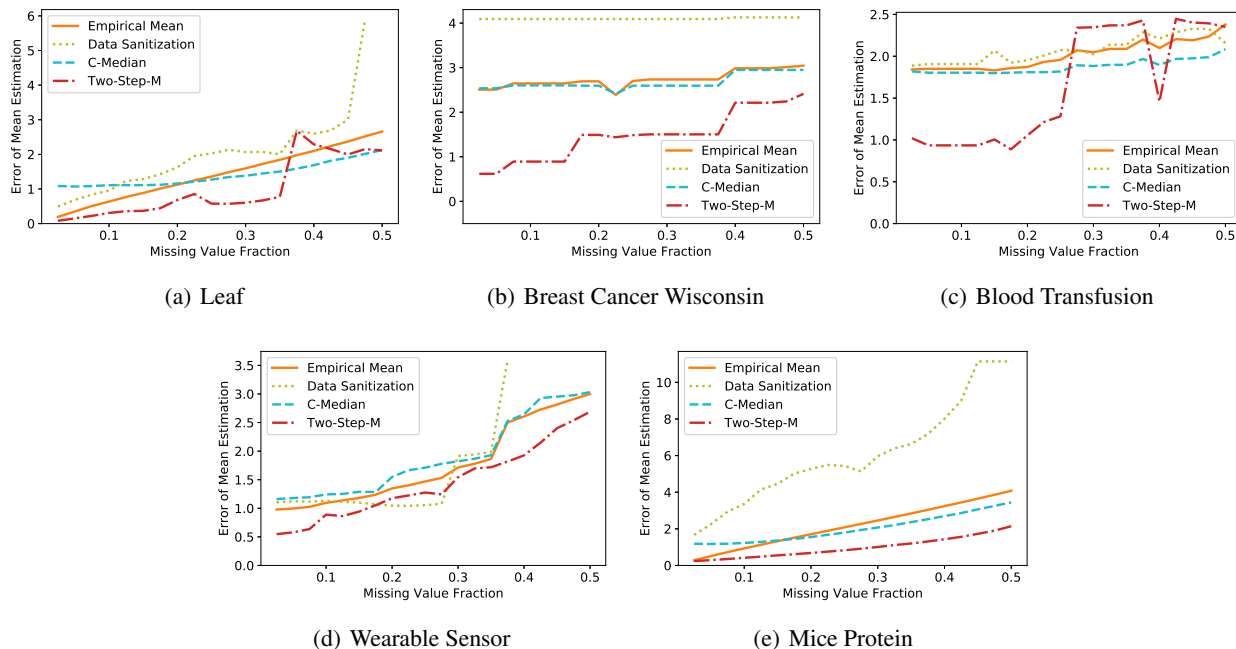 Error of Mean Estimation
6
5
4
3
2
1
0
Empirical Mean
Data Sanitization
C-Median
Two-Step-M
0.1 0.2 0.3 0.4 0.5
Missing Value Fraction
(a) Leaf
Error of Mean Estimation
4
3
2
1
0
Empirical Mean
Data Sanitization
C-Median
Two-Step-M
0.1 0.2 0.3 0.4 0.5
Missing Value Fraction
(b) Breast Cancer Wisconsin
Error of Mean Estimation
2.5
2.0
1.5
1.0
0.5
0.0
Empirical Mean
Data Sanitization
C-Median
Two-Step-M
0.1 0.2 0.3 0.4 0.5
Missing Value Fraction
(c) Blood Transfusion
Error of Mean Estimation
3.5
3.0
2.5
2.0
1.5
1.0
0.5
0.0
Empirical Mean
Data Sanitization
C-Median
Two-Step-M
0.1 0.2 0.3 0.4 0.5
Missing Value Fraction
(d) Wearable Sensor
Error of Mean Estimation
10
8
6
4
2
0
Empirical Mean
Data Sanitization
C-Median
Two-Step-M
0.1 0.2 0.3 0.4 0.5
Missing Value Fraction
(e) Mice Protein